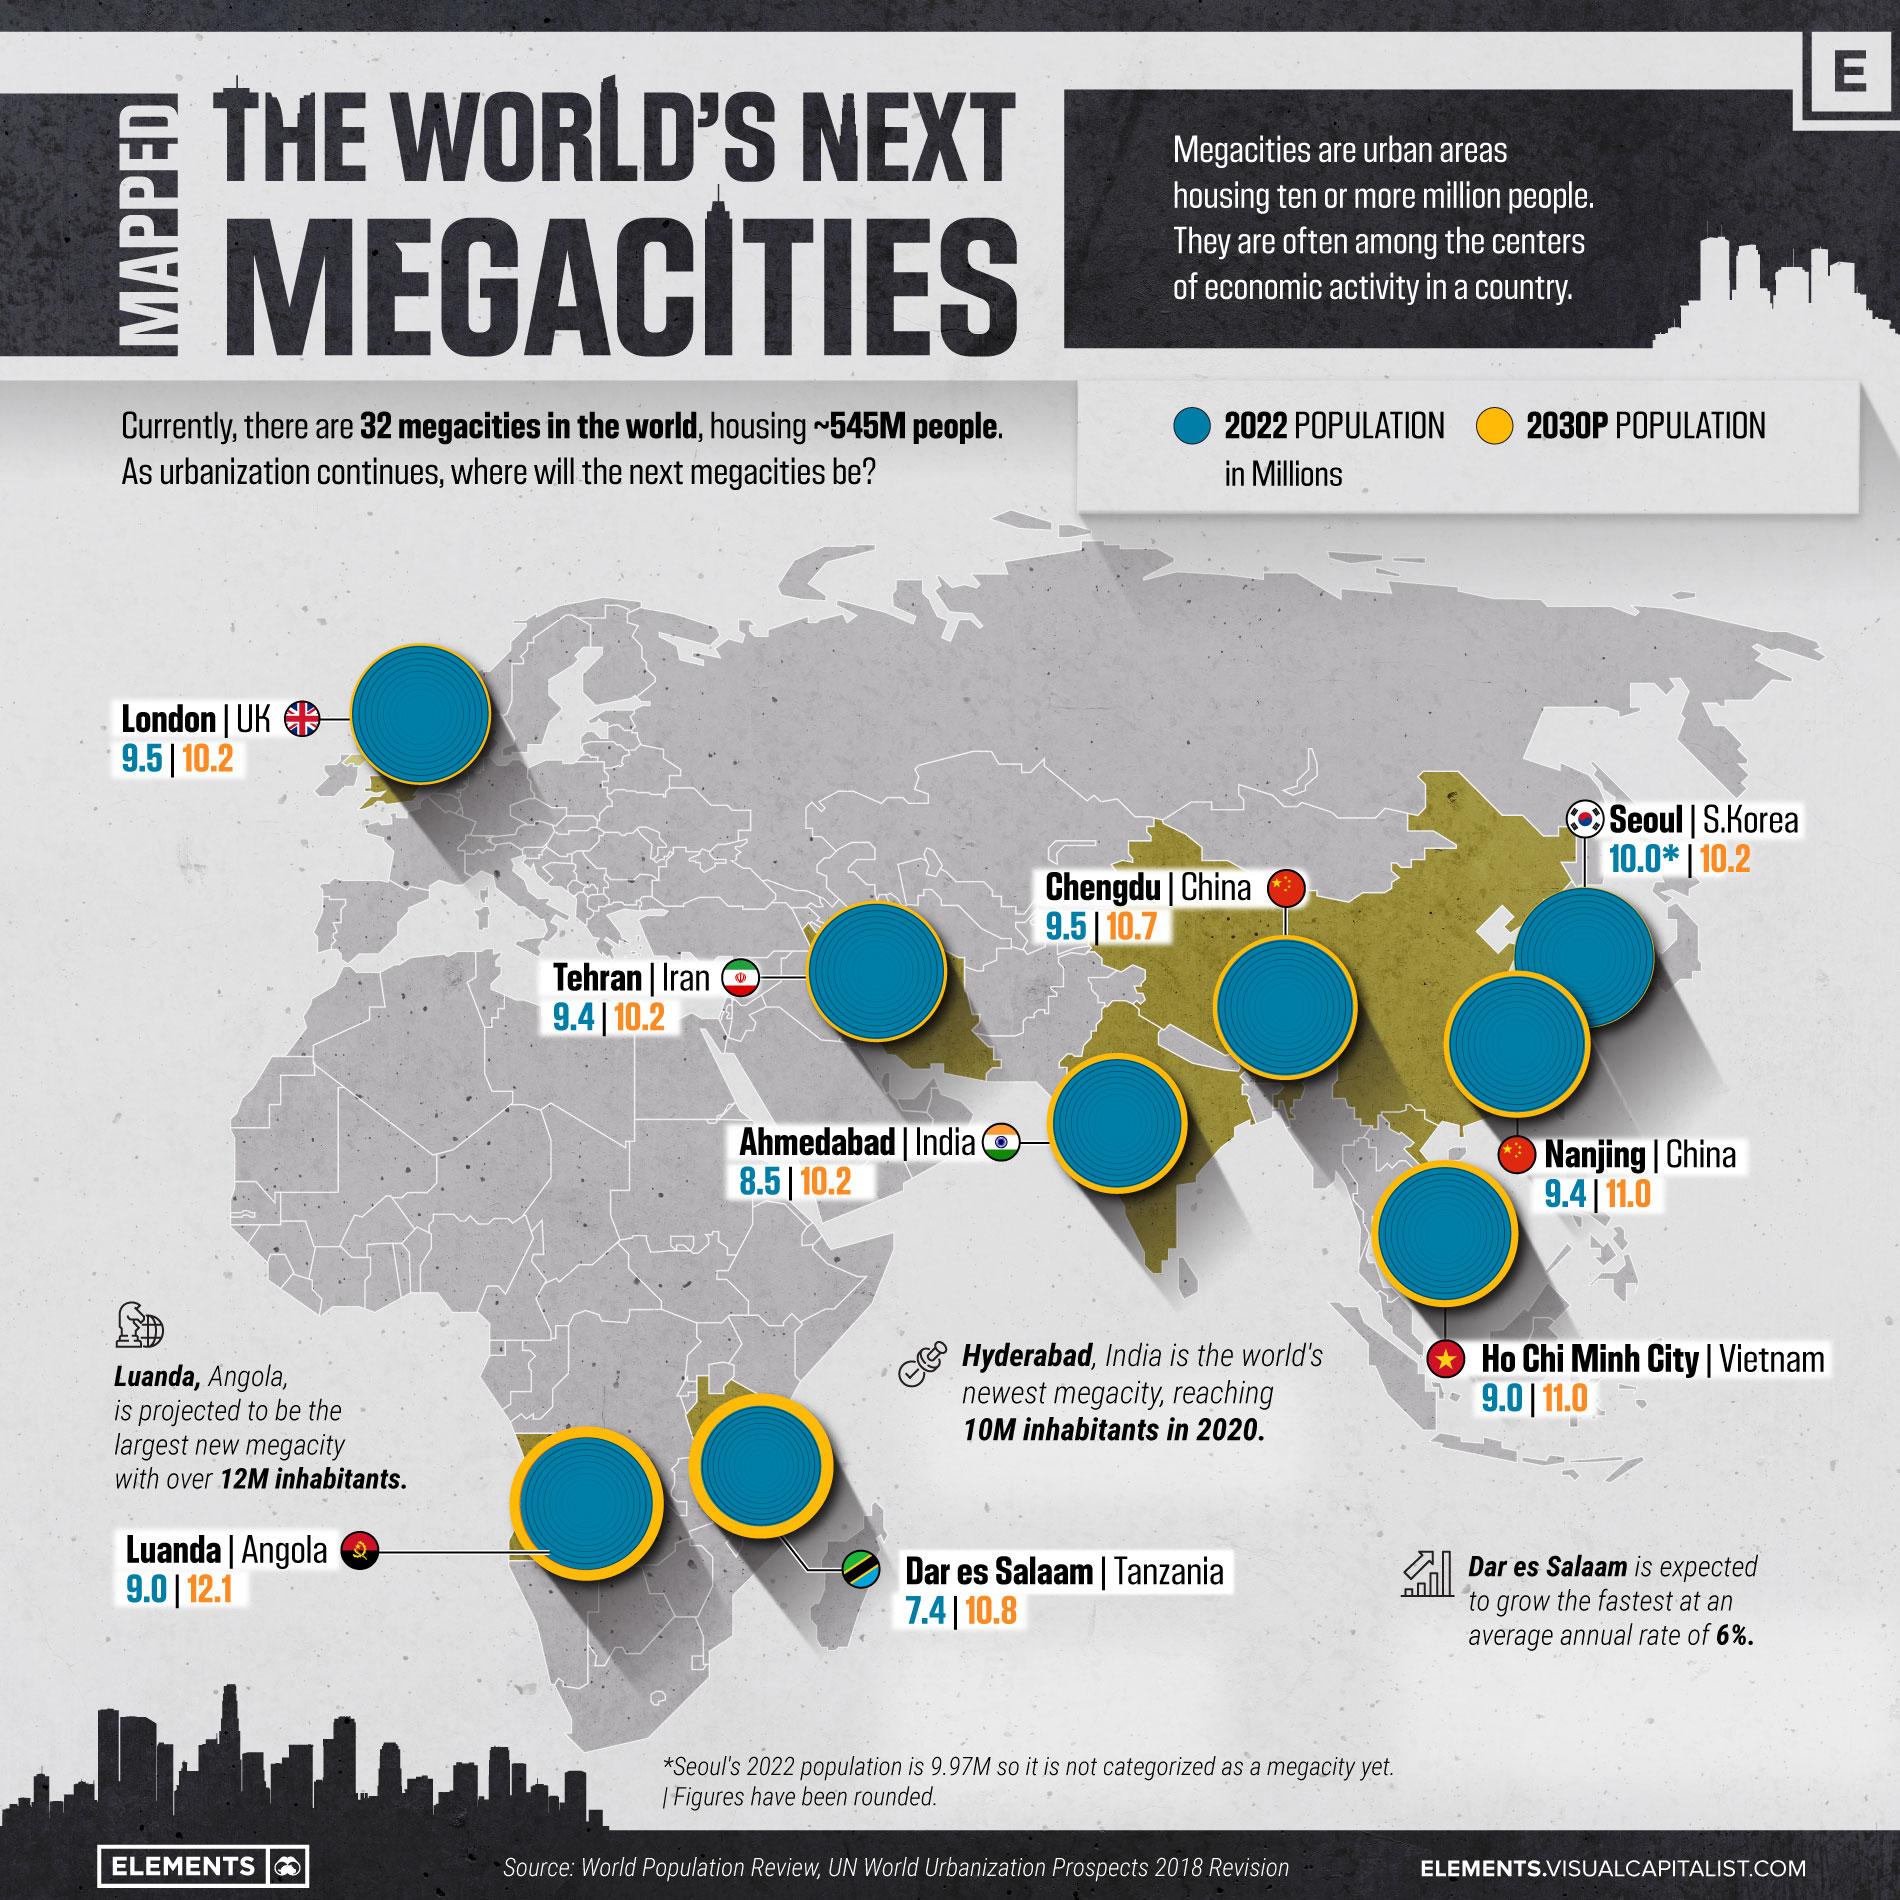 MAPPED
THE WORLD'S NEXT
MEGACITIES
E
Megacities are urban areas
housing ten or more million people.
They are often among the centers
of economic activity in a country.
Currently, there are 32 megacities in the world, housing ~545M people.
As urbanization continues, where will the next megacities be?
2022 POPULATION
in Millions
2030P POPULATION
London | UK
9.5 | 10.2
Seoul | S.Korea
10.0* | 10.2
Chengdu | China
9.5 | 10.7
Tehran | Iran
9.4 | 10.2
Ahmedabad | India
8.5 | 10.2
Nanjing | China
9.4 | 11.0
Ho Chi Minh City | Vietnam
9.0 | 11.0
Hyderabad, India is the world's
newest megacity, reaching
10M inhabitants in 2020.
Luanda, Angola,
is projected to be the
largest new megacity
with over 12M inhabitants.
Luanda | Angola
9.0 | 12.1
Dar es Salaam | Tanzania
7.4 | 10.8
Dar es Salaam is expected
to grow the fastest at an
average annual rate of 6%.
*Seoul's 2022 population is 9.97M so it is not categorized as a megacity yet.
| Figures have been rounded.
ELEMENTS
Source: World Population Review, UN World Urbanization Prospects 2018 Revision
ELEMENTS.VISUALCAPITALIST.COM